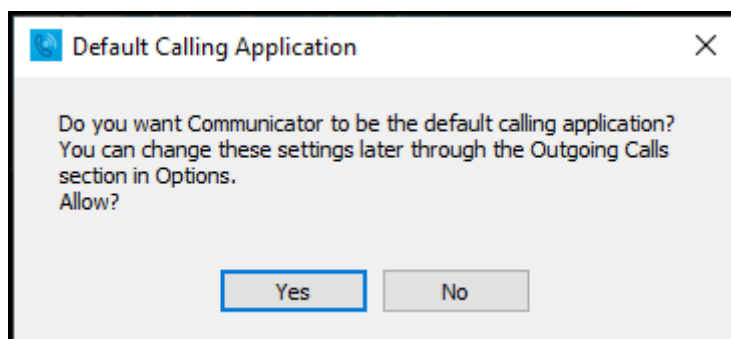 Default Calling Application
Do you want Communicator to be the default calling application?
You can change these settings later through the Outgoing Calls
section in Options.
Allow?
Yes
No